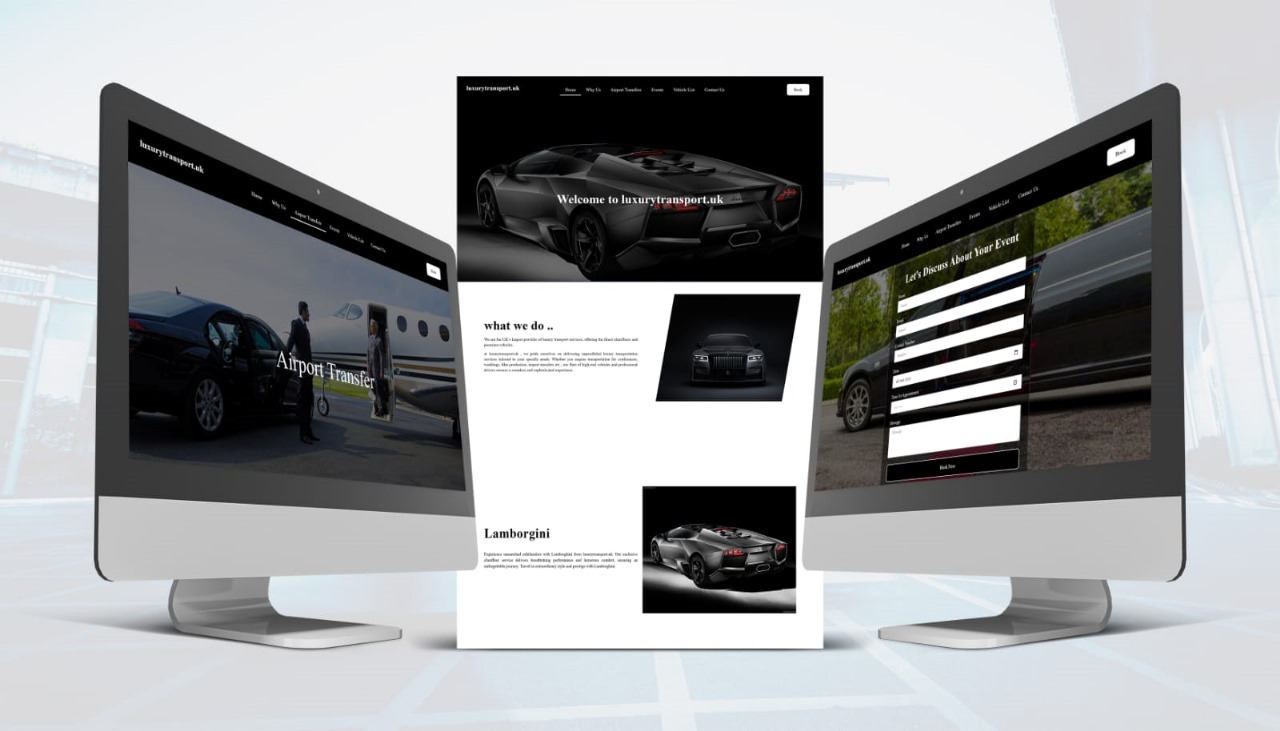 luxurytransport.uk
Home
Why Us
Airport Transfers
Events
Vehicle List
Contact Us
Book
Airport Transfer
luxurytransport.uk
Home
Why Us
Airport Transfers
Events
Vehicle List
Contact Us
Book
Welcome to luxurytransport.uk
what we do ..
We are the UK's largest provider of luxury transport services, offering the finest chauffeurs and
premium vehicles.
at luxurytransport.uk , we pride ourselves on delivering unparalleled luxury transportation
services tailored to your specific needs. Whether you require transportation for conferences,
weddings, film production, airport transfers etc , our fleet of high-end vehicles and professional
drivers ensures a seamless and sophisticated experience.
Lamborgini
Experience unmatched exhilaration with Lamborghini from luxurytransport.uk. Our exclusive
chauffeur service delivers breathtaking performance and luxurious comfort, ensuring an
unforgettable journey. Travel in extraordinary style and prestige with Lamborghini.
luxurytransport.uk
Home
Why Us
Airport Transfers
Events
Vehicle List
Contact Us
Book
Let's Discuss About Your Event
Name
Email
Contact Number
Date
Time for Appointment
Message
Book Now